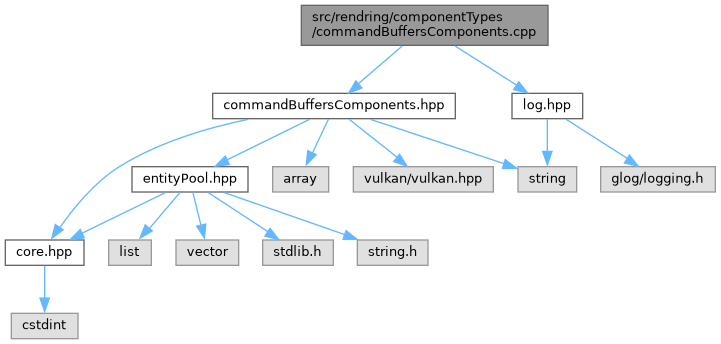 src/rendring/componentTypes
/commandBuffersComponents.cpp
commandBuffersComponents.hpp
log.hpp
entityPool.hpp
array
vulkan/vulkan.hpp
string
glog/logging.h
core.hpp
list
vector
stdlib.h
string.h
cstdint